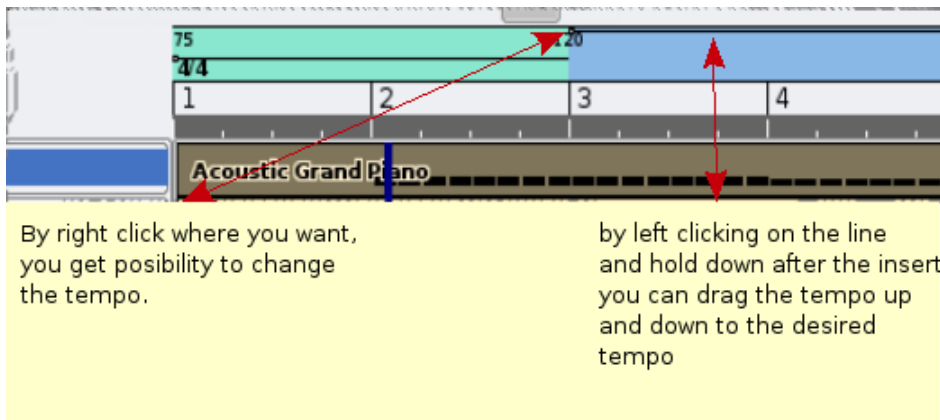 75
120
4/4
1
2
3
4
Acoustic Grand Piano
By right click where you want,
you get posibility to change
the tempo.
by left clicking on the line
and hold down after the insert
you can drag the tempo up
and down to the desired
tempo